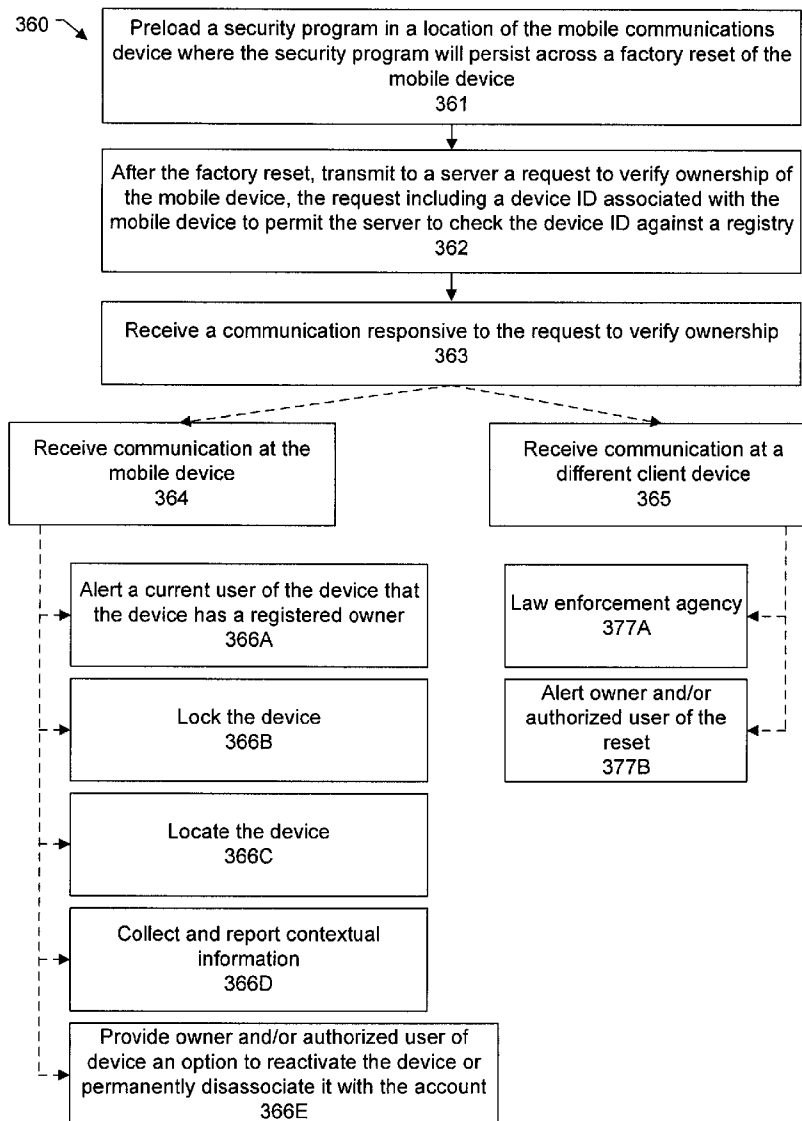 360
Preload a security program in a location of the mobile communications
device where the security program will persist across a factory reset of the
mobile device
361
After the factory reset, transmit to a server a request to verify ownership of
the mobile device, the request including a device ID associated with the
mobile device to permit the server to check the device ID against a registry
362
Receive a communication responsive to the request to verify ownership
363
Receive communication at the
mobile device
364
Receive communication at a
different client device
365
Alert a current user of the device that
the device has a registered owner
366A
Lock the device
366B
Locate the device
366C
Collect and report contextual
information
366D
Provide owner and/or authorized user of
device an option to reactivate the device or
permanently disassociate it with the account
366E
Law enforcement agency
377A
Alert owner and/or
authorized user of the
reset
377B